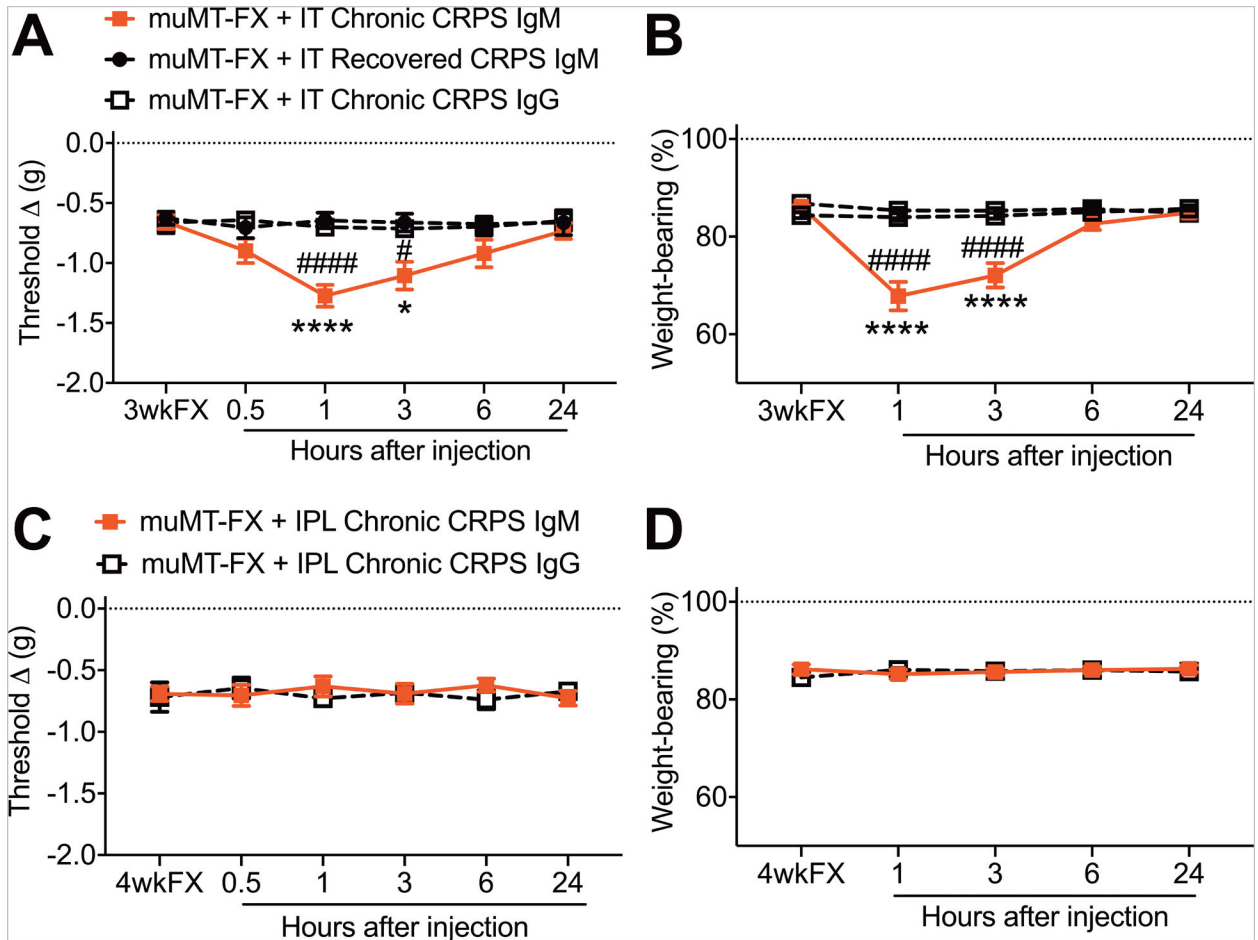 A
muMT-FX + IT Chronic CRPS IgM
muMT-FX + IT Recovered CRPS IgM
muMT-FX + IT Chronic CRPS IgG
Threshold Δ (g)
0.0
-0.5
-1.0
-1.5
-2.0
####
#
****
*
3wkFX 0.5 1 3 6 24
Hours after injection
B
Weight-bearing (%)
100
80
60
####
####
****
****
3wkFX 1 3 6 24
Hours after injection
C
muMT-FX + IPL Chronic CRPS IgM
muMT-FX + IPL Chronic CRPS IgG
Threshold Δ (g)
0.0
-0.5
-1.0
-1.5
-2.0
4wkFX 0.5 1 3 6 24
Hours after injection
D
Weight-bearing (%)
100
80
60
4wkFX 1 3 6 24
Hours after injection